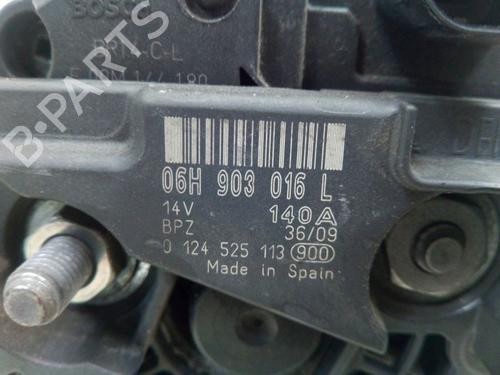 BOSCH
06H 903 016 L
14V 140A
BPZ 36/09
0 124 525 113 900
Made in Spain
B-PARTS